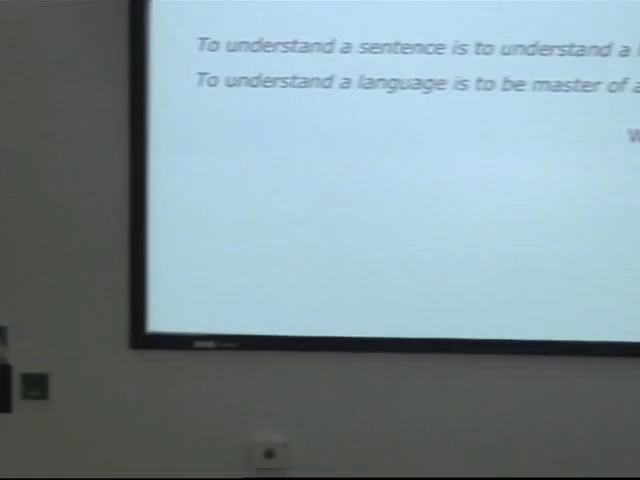 To understand a sentence is to understand a
To understand a language is to be master of a